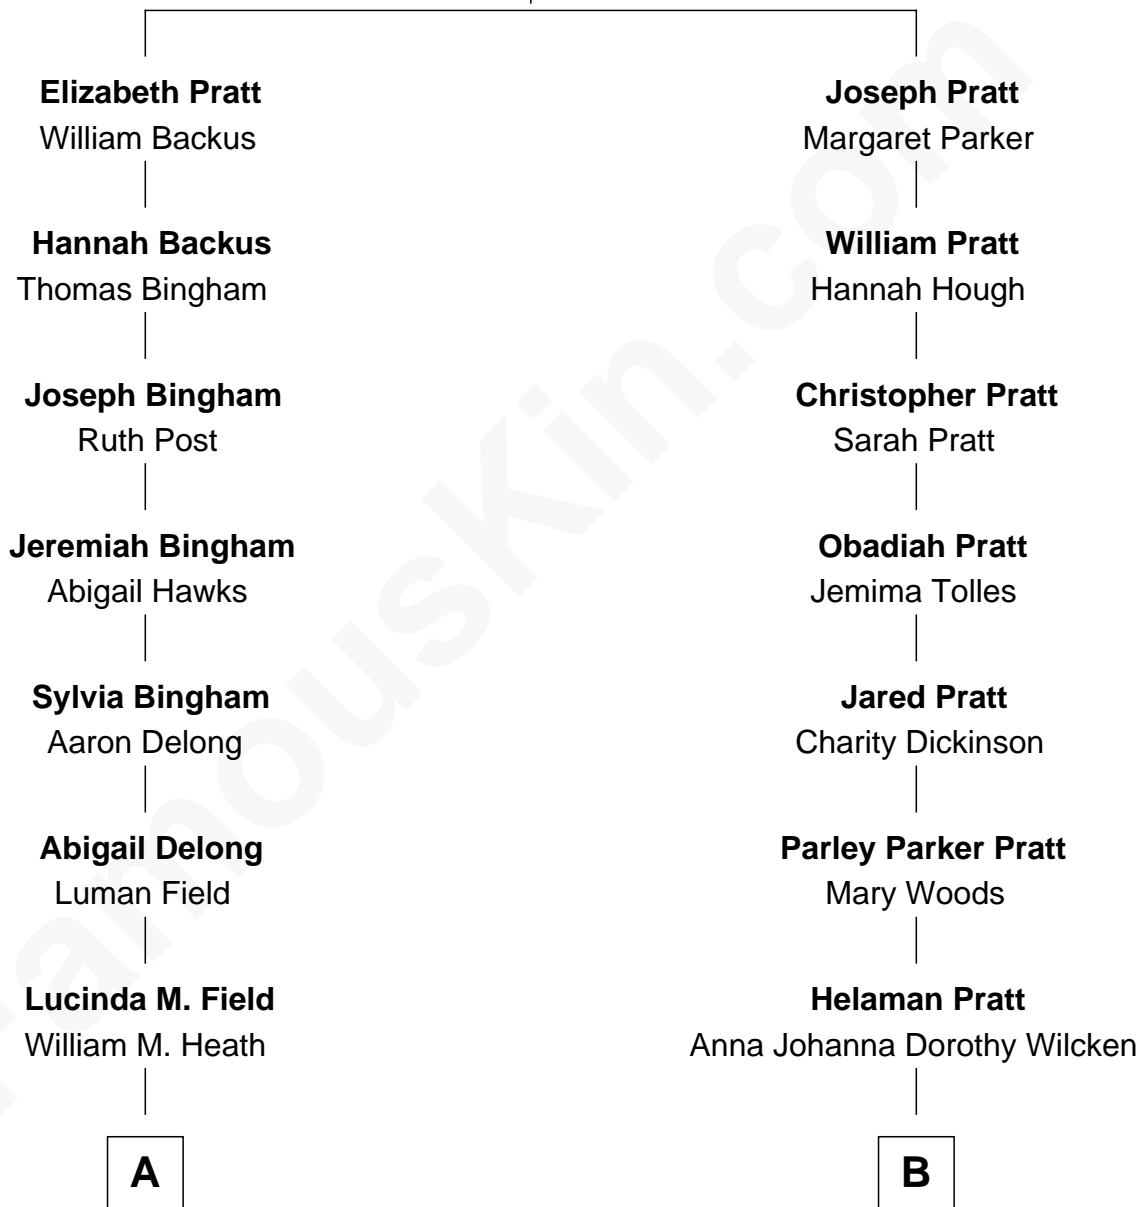 Elizabeth Pratt
William Backus
Hannah Backus
Thomas Bingham
Joseph Bingham
Ruth Post
Jeremiah Bingham
Abigail Hawks
Sylvia Bingham
Aaron Delong
Abigail Delong
Luman Field
Lucinda M. Field
William M. Heath
A
Joseph Pratt
Margaret Parker
William Pratt
Hannah Hough
Christopher Pratt
Sarah Pratt
Obadiah Pratt
Jemima Tolles
Jared Pratt
Charity Dickinson
Parley Parker Pratt
Mary Woods
Helaman Pratt
Anna Johanna Dorothy Wilcken
B
FamousKin.com